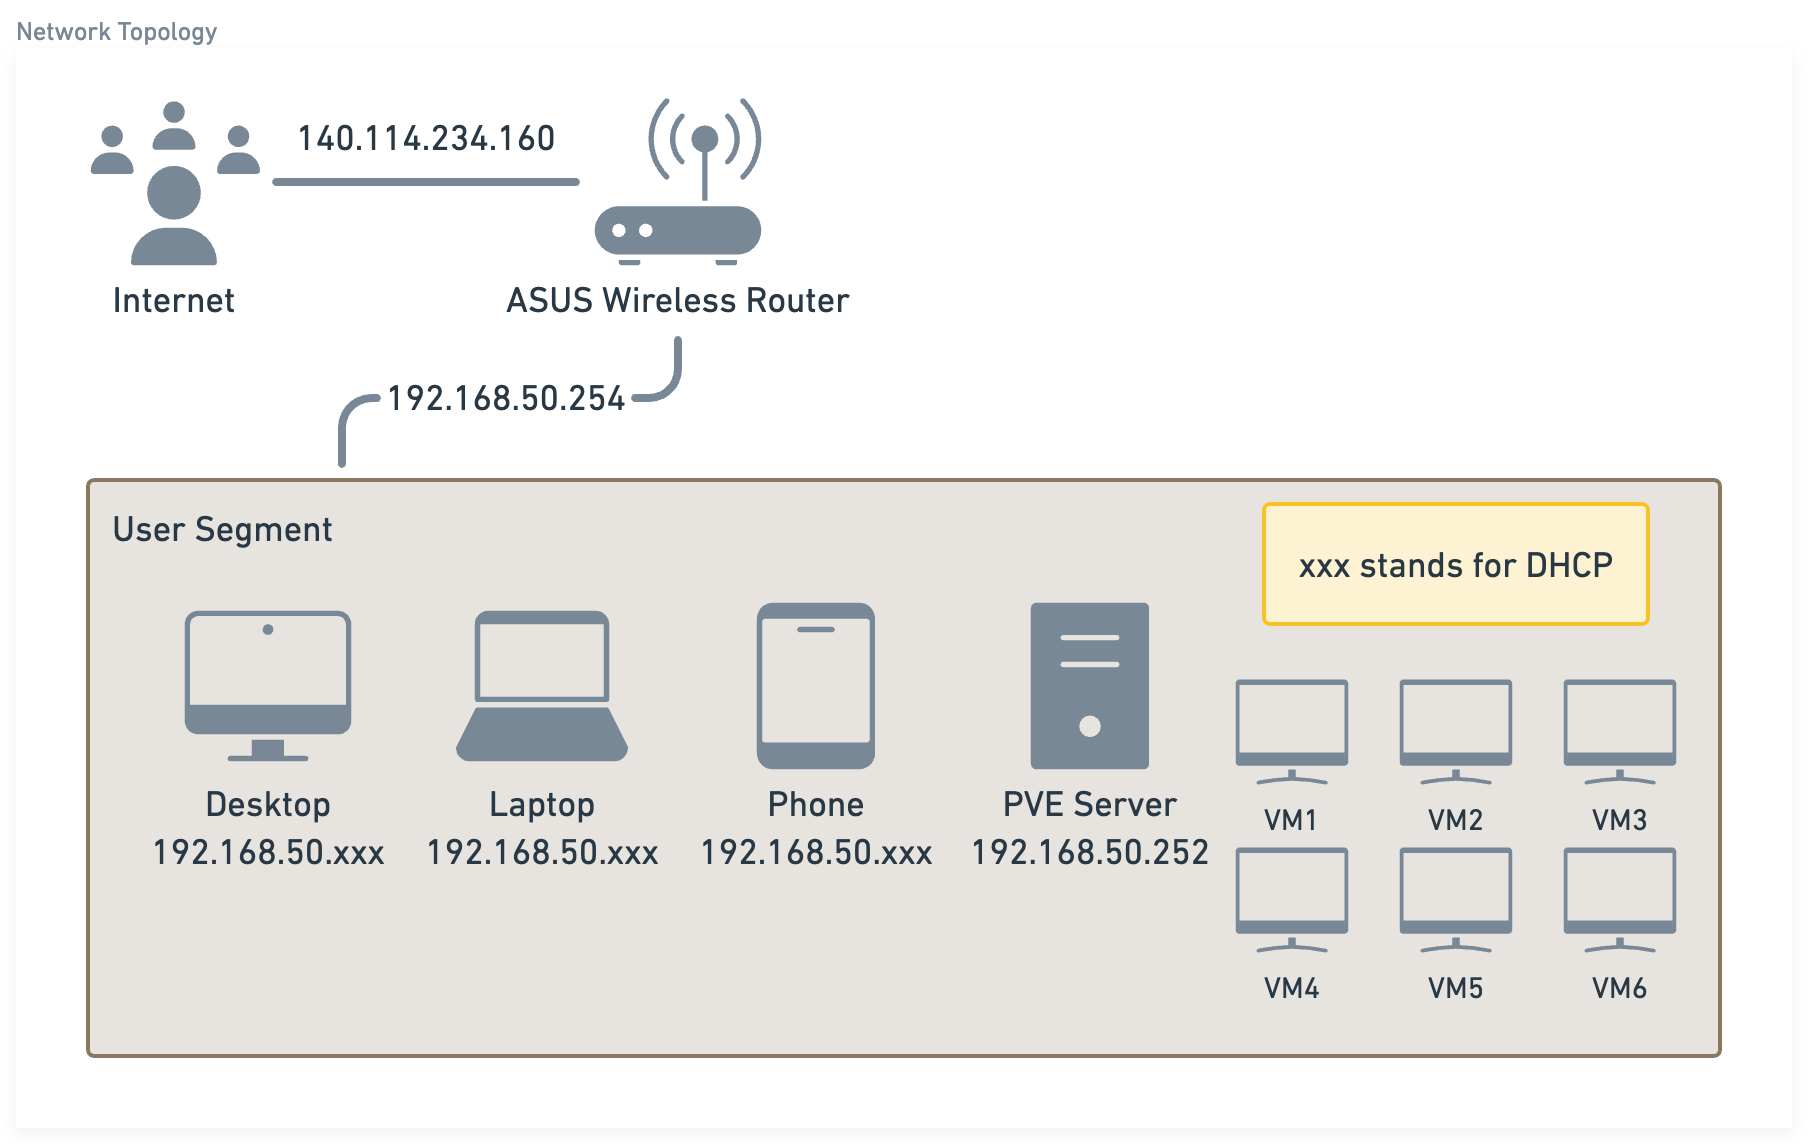 Network Topology
140.114.234.160
Internet
ASUS Wireless Router
192.168.50.254
User Segment
xxx stands for DHCP
Desktop
192.168.50.xxx
Laptop
192.168.50.xxx
Phone
192.168.50.xxx
PVE Server
192.168.50.252
VM1
VM2
VM3
VM4
VM5
VM6